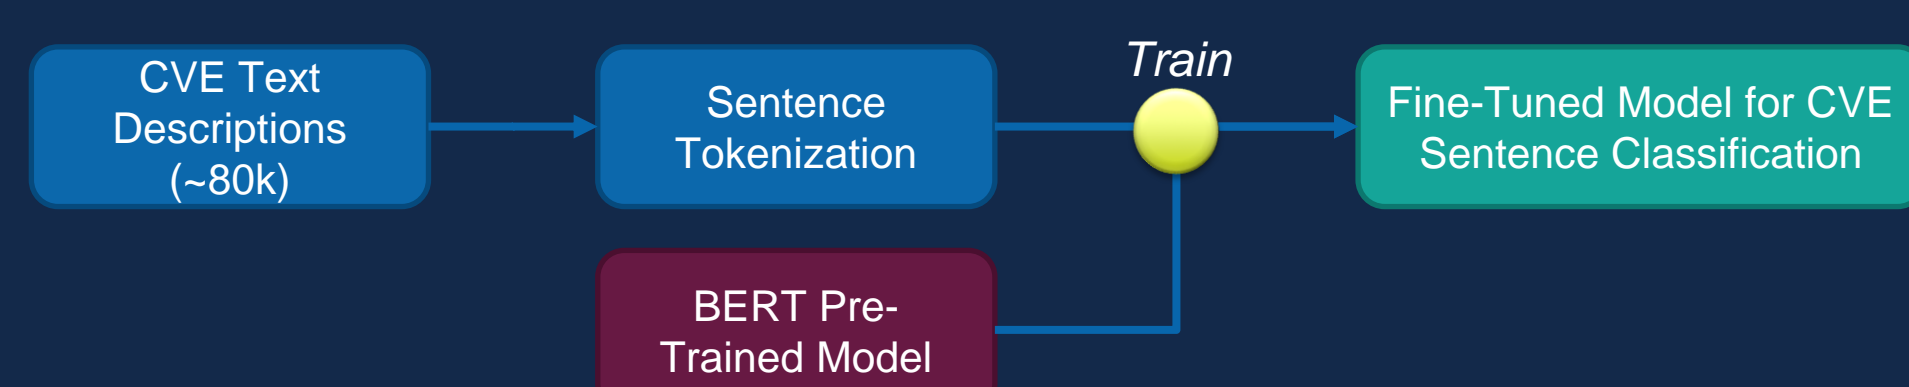 CVE Text
Descriptions
(~80k)
Sentence
Tokenization
Train
Fine-Tuned Model for CVE
Sentence Classification
BERT Pre-
Trained Model